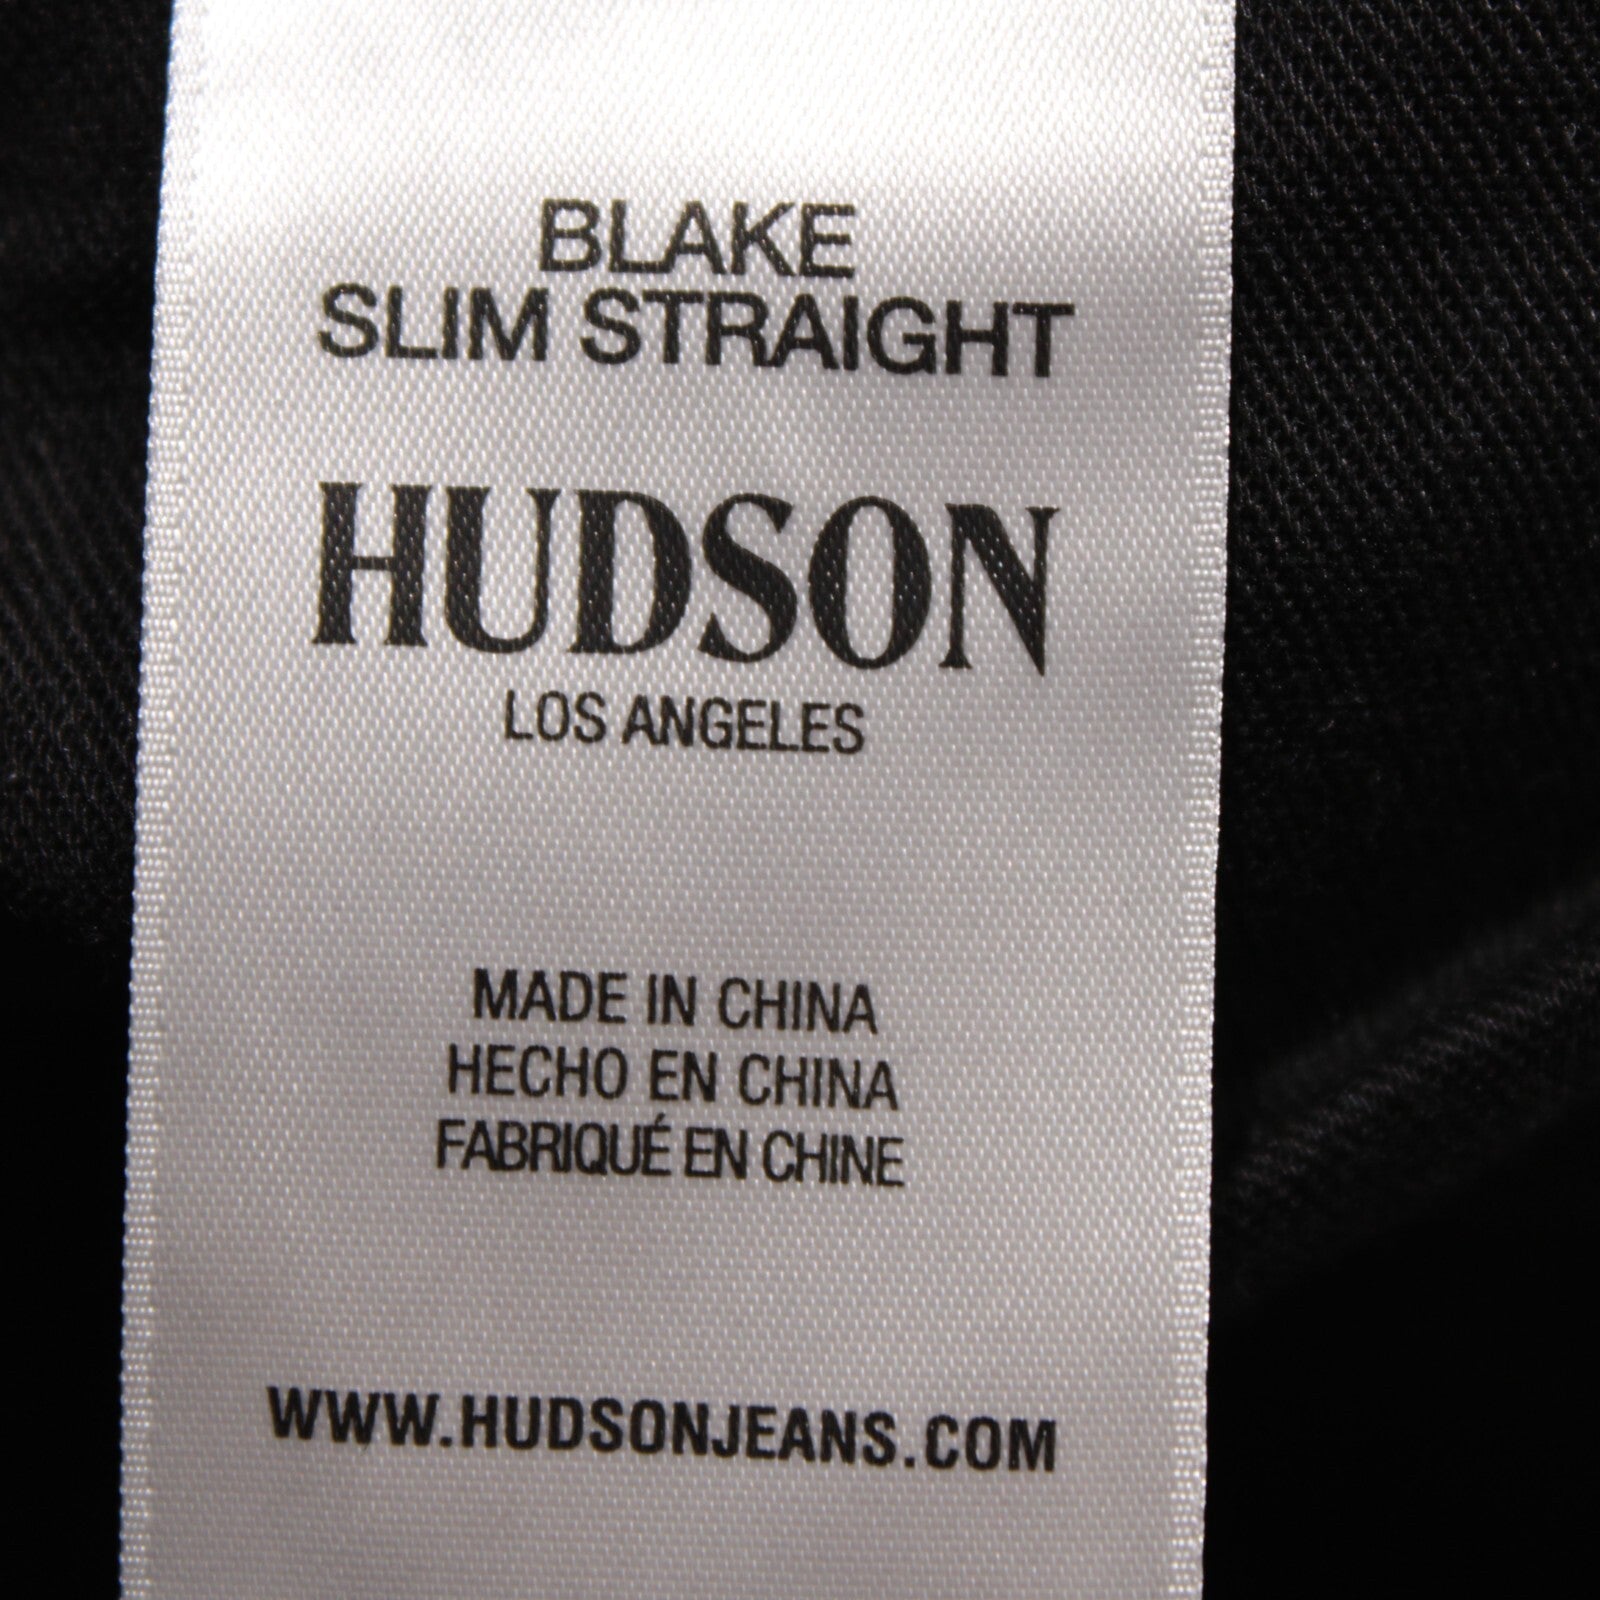 BLAKE
SLIM STRAIGHT
HUDSON
LOS ANGELES
MADE IN CHINA
HECHO EN CHINA
FABRIQUÉ EN CHINE
WWW.HUDSONJEANS.COM